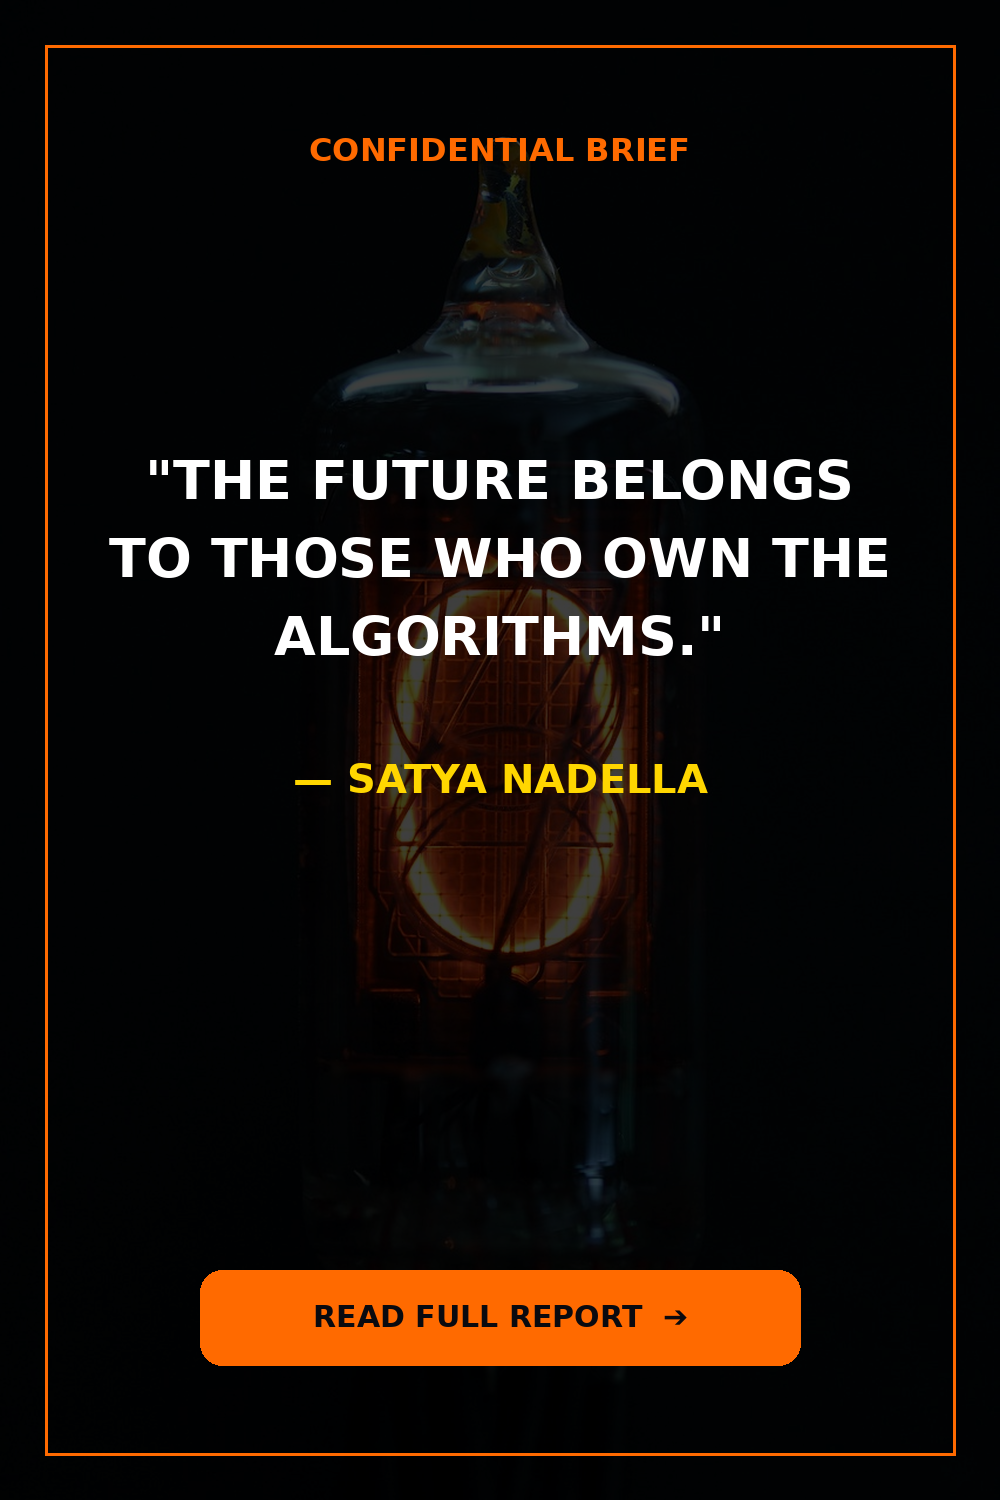 CONFIDENTIAL BRIEF
"THE FUTURE BELONGS
TO THOSE WHO OWN THE
ALGORITHMS."
— SATYA NADELLA
READ FULL REPORT ➔